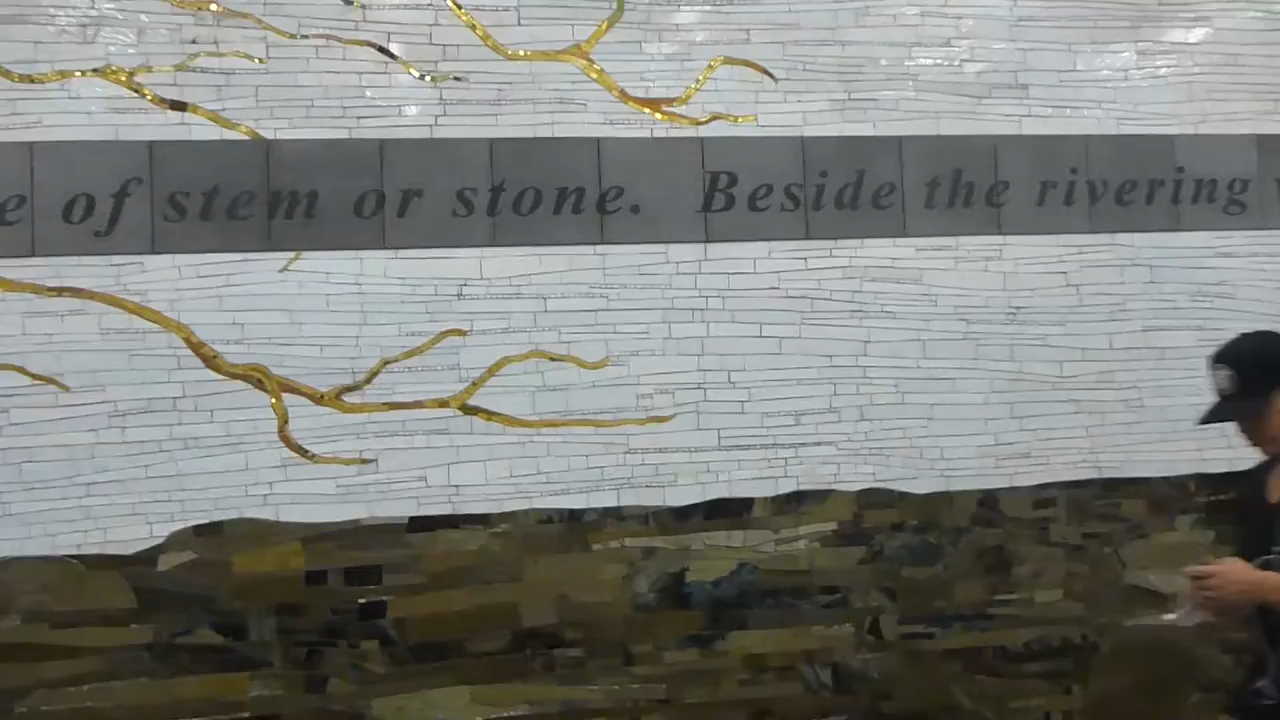 of stem or stone. Beside the rivering